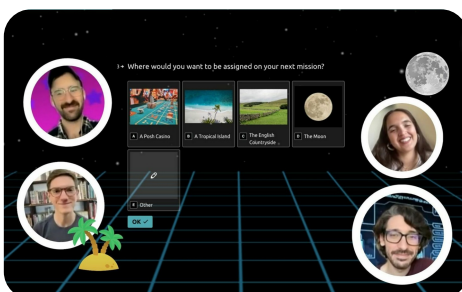 Where would you want to be assigned on your next mission?
A A Posh Casino
B A Tropical Island
C The English
Countryside ..
D The Moon
E Other
OK ✓